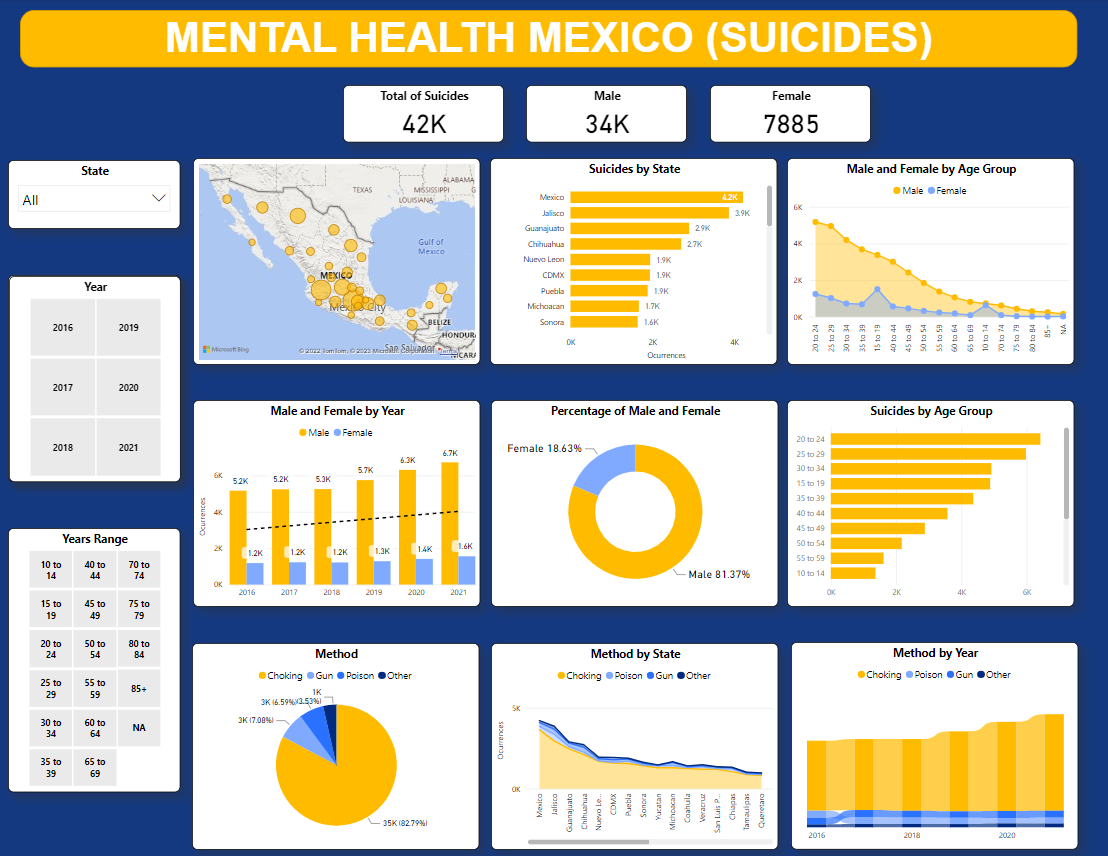 MENTAL HEALTH MEXICO (SUICIDES)
Total of Suicides
42K
Male
34K
Female
7885
State
All
Year
2016 2019
2017 2020
2018 2021
Years Range
10 to 14 40 to 44 70 to 74
15 to 19 45 to 49 75 to 79
20 to 24 50 to 54 80 to 84
25 to 29 55 to 59 85+
30 to 34 60 to 64 NA
35 to 39 65 to 69
TEXAS
ALABAMA
MISSISSIPPI
LOUISIANA
Gulf of
Mexico
MEXICO
Mexico City
BELIZE
HONDUR
San Salvador
NICARA
Microsoft Bing
© 2022 TomTom, © 2023 Microsoft Corporation Terms
Suicides by State
Mexico 4.2K
Jalisco 3.9K
Guanajuato 2.9K
Chihuahua 2.7K
Nuevo Leon 1.9K
CDMX 1.9K
Puebla 1.9K
Michoacan 1.7K
Sonora 1.6K
0K 2K 4K
Ocurrences
Male and Female by Age Group
Male Female
6K
4K
2K
0K
20 to 24
25 to 29
30 to 34
35 to 39
15 to 19
40 to 44
45 to 49
50 to 54
55 to 59
60 to 64
65 to 69
10 to 14
70 to 74
75 to 79
80 to 84
85+
NA
Male and Female by Year
Male Female
Ocurrences
6K
4K
2K
0K
5.2K 5.2K 5.3K 5.7K 6.3K 6.7K
1.2K 1.2K 1.2K 1.3K 1.4K 1.6K
2016 2017 2018 2019 2020 2021
Percentage of Male and Female
Female 18.63%
Male 81.37%
Suicides by Age Group
20 to 24
25 to 29
30 to 34
15 to 19
35 to 39
40 to 44
45 to 49
50 to 54
55 to 59
10 to 14
0K 2K 4K 6K
Method
Choking Gun Poison Other
1K
(3.53%)
3K (6.59%)
3K (7.08%)
35K (82.79%)
Method by State
Choking Poison Gun Other
Ocurrences
5K
0K
Mexico
Jalisco
Guanajuato
Chihuahua
Nuevo Le...
CDMX
Puebla
Sonora
Yucatan
Michoacan
Coahuila
Veracruz
San Luis P...
Chiapas
Tamaulipas
Queretaro
Method by Year
Choking Poison Gun Other
2016 2018 2020